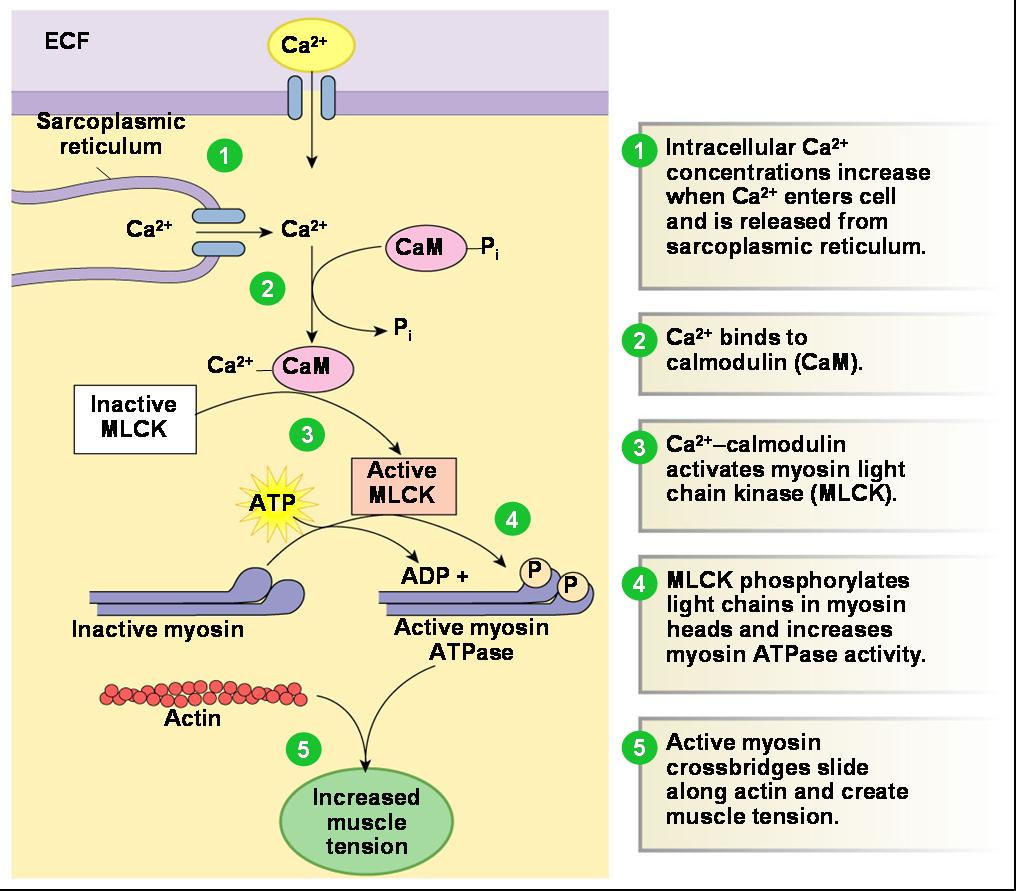 ECF
Ca²⁺
Sarcoplasmic
reticulum
1
Ca²⁺
Ca²⁺
CaM
Pᵢ
2
Pᵢ
Ca²⁺
CaM
Inactive
MLCK
3
Active
MLCK
ATP
4
ADP +
P
P
Inactive myosin
Active myosin
ATPase
Actin
5
Increased
muscle
tension
1
Intracellular Ca²⁺
concentrations increase
when Ca²⁺ enters cell
and is released from
sarcoplasmic reticulum.
2
Ca²⁺ binds to
calmodulin (CaM).
3
Ca²⁺–calmodulin
activates myosin light
chain kinase (MLCK).
4
MLCK phosphorylates
light chains in myosin
heads and increases
myosin ATPase activity.
5
Active myosin
crossbridges slide
along actin and create
muscle tension.